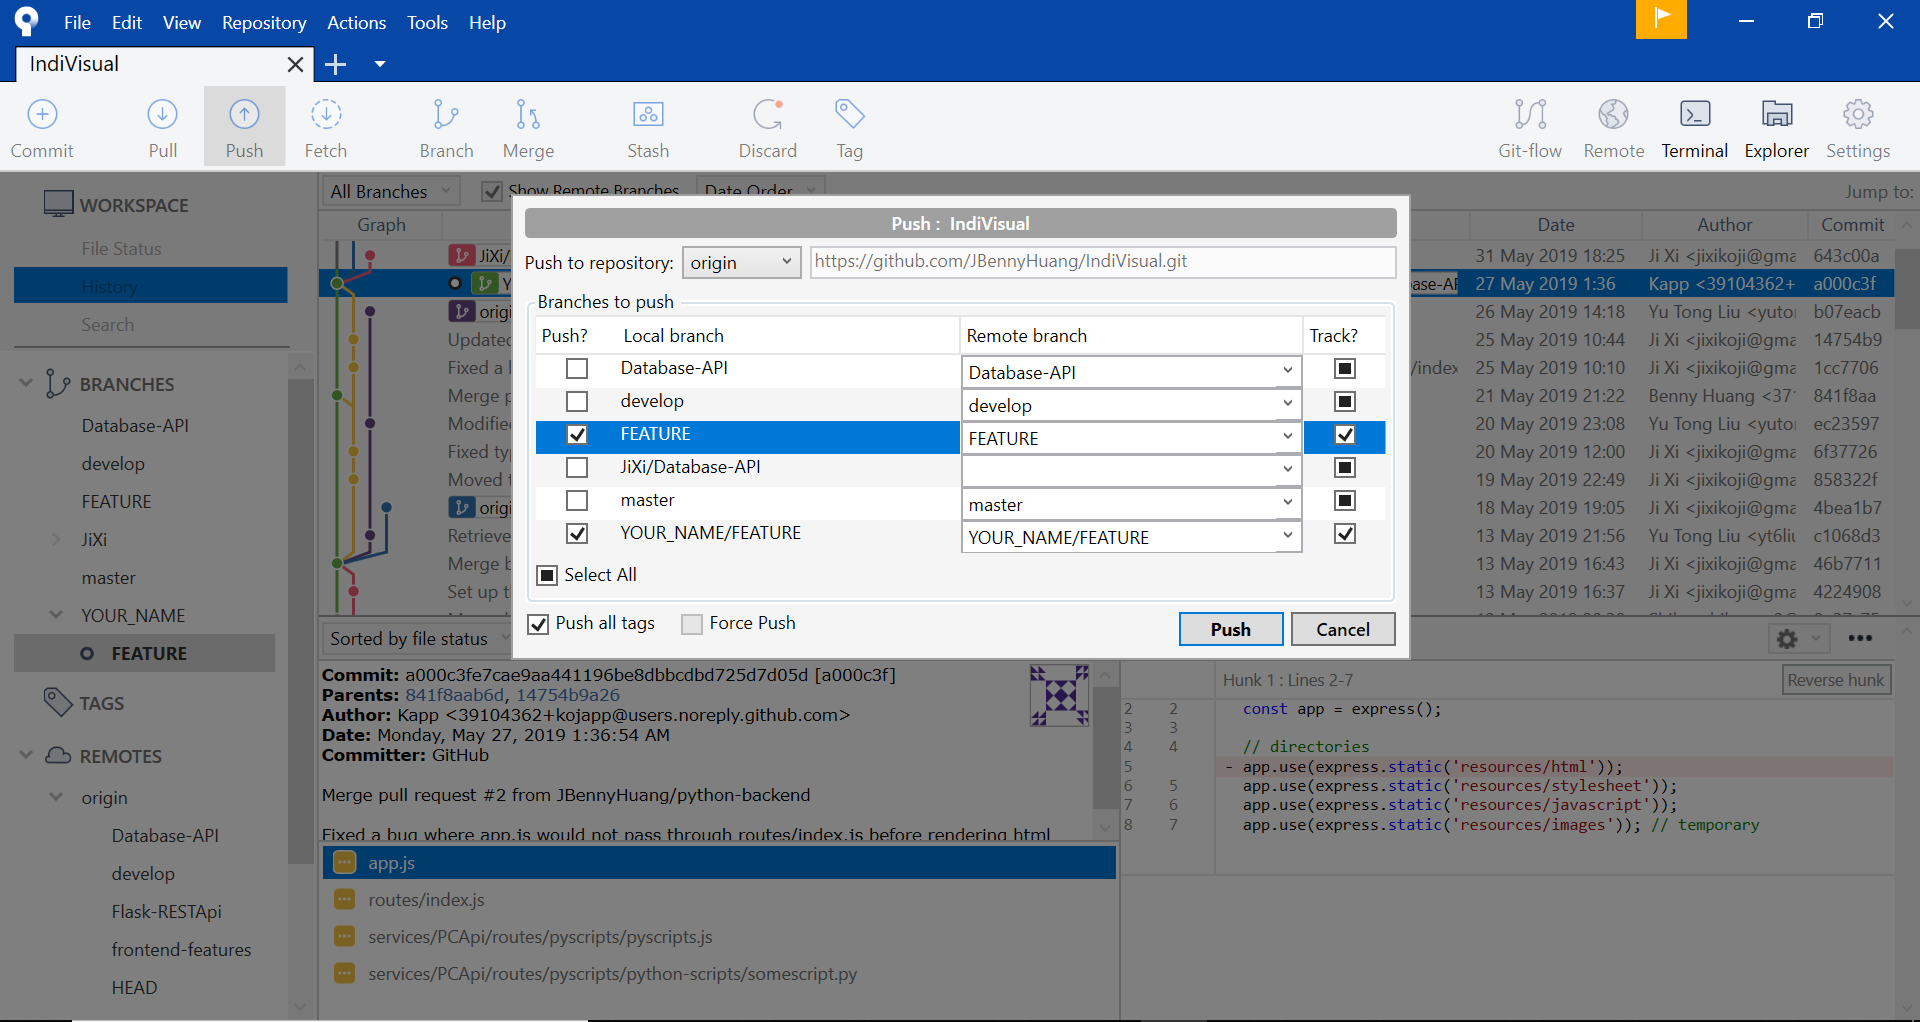 File Edit View Repository Actions Tools Help
IndiVisual
Commit Pull Push Fetch Branch Merge Stash Discard Tag Git-flow Remote Terminal Explorer Settings
WORKSPACE
File Status
History
Search
BRANCHES
Database-API
develop
FEATURE
JiXi
master
YOUR_NAME
FEATURE
TAGS
REMOTES
origin
Database-API
develop
Flask-RESTApi
frontend-features
HEAD
All Branches Show Remote Branches Date Order Jump to:
Graph Date Author Commit
JiXi/ 31 May 2019 18:25 Ji Xi <jixikoji@gma 643c00a
Y ase-AP 27 May 2019 1:36 Kapp <39104362+ a000c3f
orig 26 May 2019 14:18 Yu Tong Liu <yuto b07eacb
Updated 25 May 2019 10:44 Ji Xi <jixikoji@gma 14754b9
Fixed a /index 25 May 2019 10:10 Ji Xi <jixikoji@gma 1cc7706
Merge 21 May 2019 21:22 Benny Huang <37 841f8aa
Modifie 20 May 2019 23:08 Yu Tong Liu <yuto ec23597
Fixed ty 20 May 2019 12:00 Ji Xi <jixikoji@gma 6f37726
Moved 19 May 2019 22:49 Ji Xi <jixikoji@gma 858322f
orig 18 May 2019 19:05 Ji Xi <jixikoji@gma 4bea1b7
Retrieve 13 May 2019 21:56 Yu Tong Liu <yt6liu c1068d3
Merge 13 May 2019 16:43 Ji Xi <jixikoji@gma 46b7711
Set up 13 May 2019 16:37 Ji Xi <jixikoji@gma 4224908
Push : IndiVisual
Push to repository: origin https://github.com/JBennyHuang/IndiVisual.git
Branches to push
Push? Local branch Remote branch Track?
Database-API Database-API
develop develop
FEATURE FEATURE
JiXi/Database-API
master master
YOUR_NAME/FEATURE YOUR_NAME/FEATURE
Select All
Push all tags Force Push Push Cancel
Sorted by file status
Commit: a000c3fe7cae9aa441196be8dbbcdbd725d7d05d [a000c3f]
Parents: 841f8aab6d, 14754b9a26
Author: Kapp <39104362+kojapp@users.noreply.github.com>
Date: Monday, May 27, 2019 1:36:54 AM
Committer: GitHub
Merge pull request #2 from JBennyHuang/python-backend
Fixed a bug where app.js would not pass through routes/index.js before rendering html
app.js
routes/index.js
services/PCApi/routes/pyscripts/pyscripts.js
services/PCApi/routes/pyscripts/python-scripts/somescript.py
Hunk 1 : Lines 2-7 Reverse hunk
2 2 const app = express();
3 3
4 4 // directories
5 - app.use(express.static('resources/html'));
6 5 app.use(express.static('resources/stylesheet'));
7 6 app.use(express.static('resources/javascript'));
8 7 app.use(express.static('resources/images')); // temporary